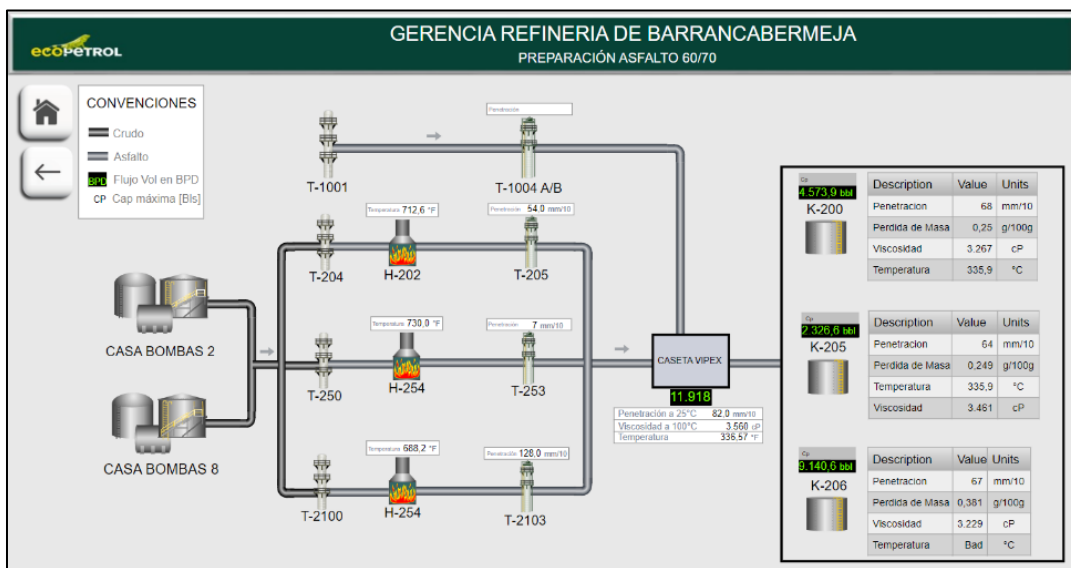 ecopetrol
GERENCIA REFINERIA DE BARRANCABERMEJA
PREPARACIÓN ASFALTO 60/70
CONVENCIONES
Crudo
Asfalto
BPD Flujo Vol en BPD
CP Cap máxima [Bls]
Penetración
T-1001
T-1004 A/B
Temperatura 712,6 °F
Penetración 54,0 mm/10
T-204
H-202
T-205
CASA BOMBAS 2
Temperatura 730,0 °F
Penetración 7 mm/10
T-250
H-254
T-253
CASA BOMBAS 8
Temperatura 688,2 °F
Penetración 128,0 mm/10
T-2100
H-254
T-2103
CASETA VIPEX
11.918
Penetración a 25°C 82,0 mm/10
Viscosidad a 100°C 3.560 cP
Temperatura 336,57 °F
Cp
4.573,9 bbl
K-200
Description Value Units
Penetracion 68 mm/10
Perdida de Masa 0,25 g/100g
Viscosidad 3.267 cP
Temperatura 335,9 °C
Cp
2.326,6 bbl
K-205
Description Value Units
Penetracion 64 mm/10
Perdida de Masa 0,249 g/100g
Temperatura 335,9 °C
Viscosidad 3.461 cP
Cp
9.140,6 bbl
K-206
Description Value Units
Penetracion 67 mm/10
Perdida de Masa 0,381 g/100g
Viscosidad 3.229 cP
Temperatura Bad °C